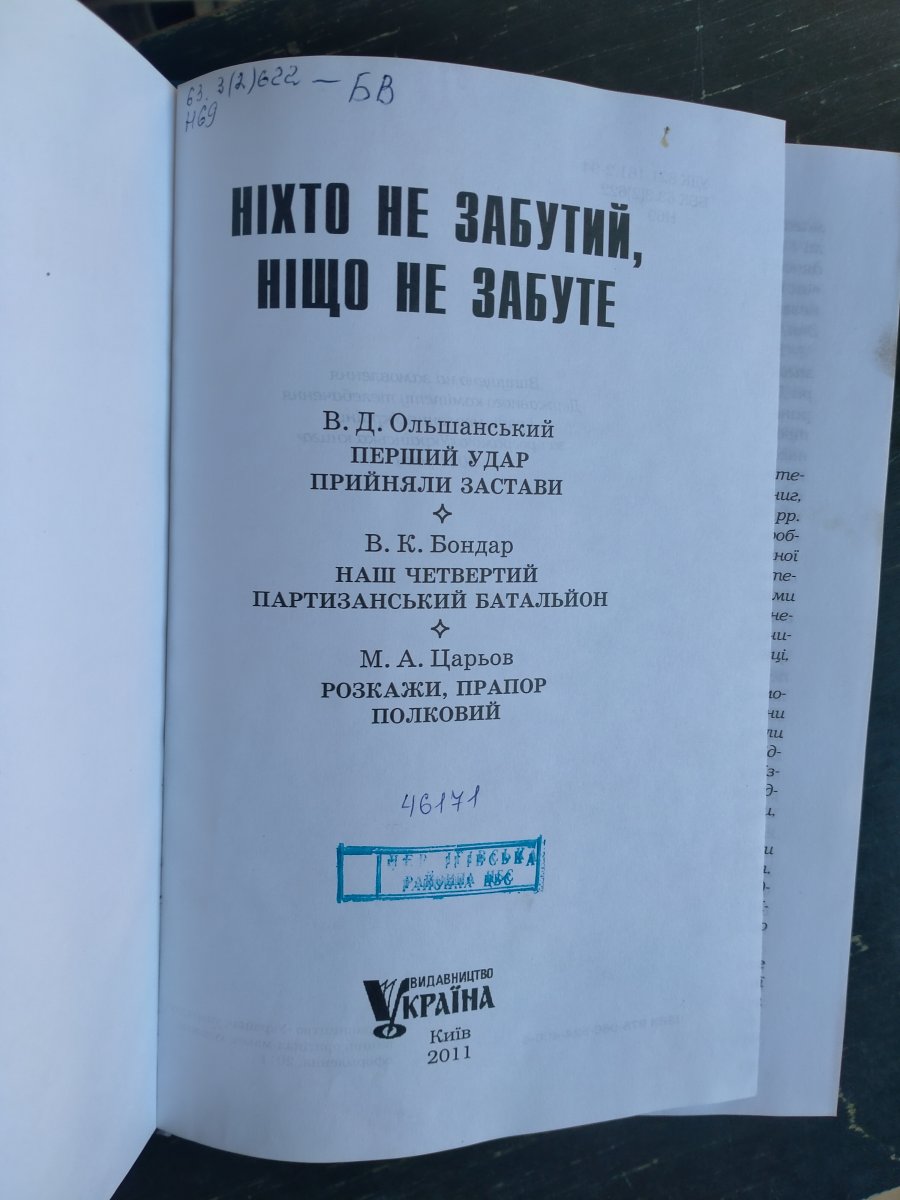 63.3(2)622 — БВ
Н69
НІХТО НЕ ЗАБУТИЙ,
НІЩО НЕ ЗАБУТЕ
В. Д. Ольшанський
ПЕРШИЙ УДАР
ПРИЙНЯЛИ ЗАСТАВИ
В. К. Бондар
НАШ ЧЕТВЕРТИЙ
ПАРТИЗАНСЬКИЙ БАТАЛЬЙОН
М. А. Царьов
РОЗКАЖИ, ПРАПОР
ПОЛКОВИЙ
46171
РАЙОННА ЦБС
ВИДАВНИЦТВО
УКРАЇНА
Київ
2011